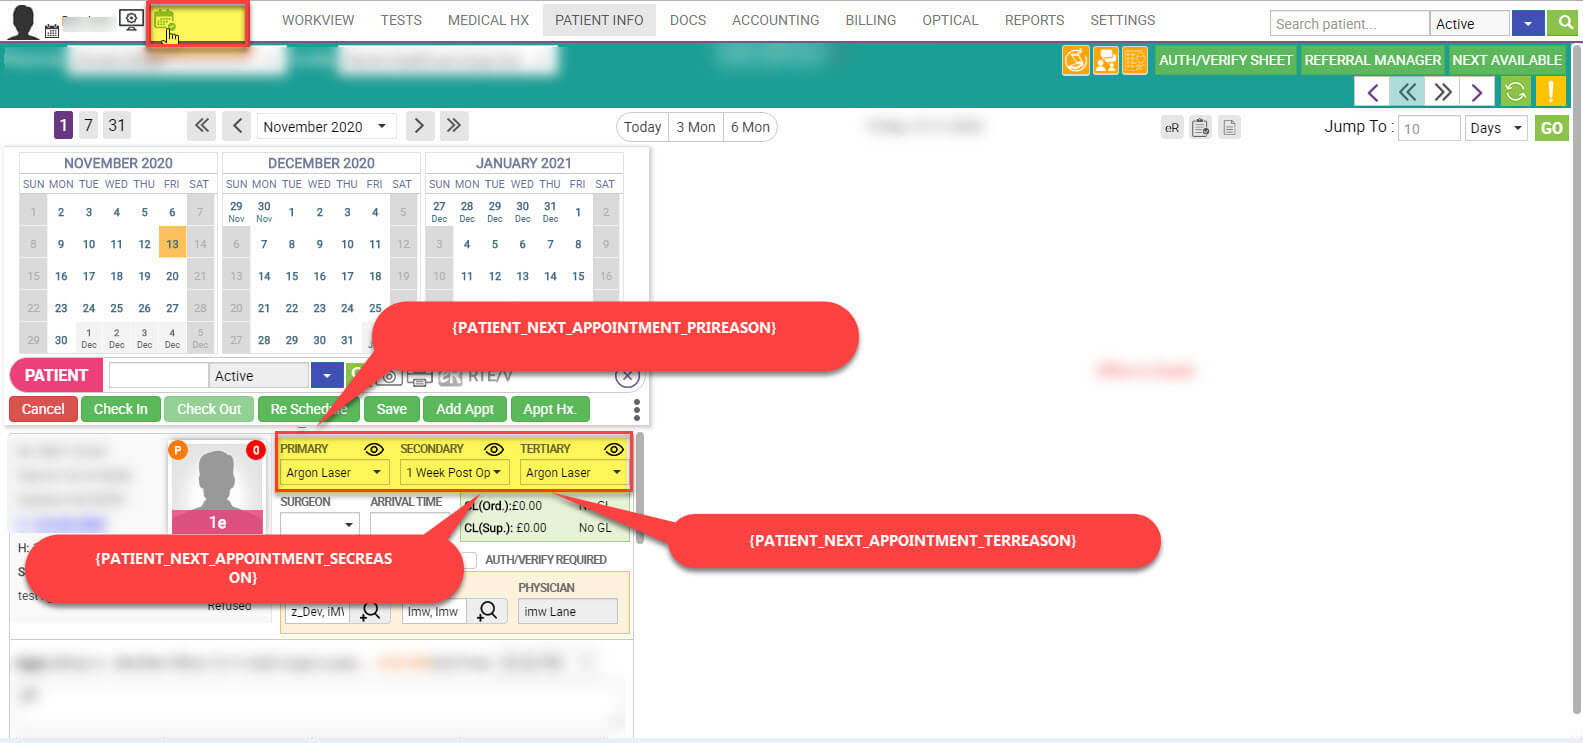 WORKVIEW TESTS MEDICAL HX PATIENT INFO DOCS ACCOUNTING BILLING OPTICAL REPORTS SETTINGS Search patient... Active
AUTH/VERIFY SHEET REFERRAL MANAGER NEXT AVAILABLE
1 7 31 November 2020 Today 3 Mon 6 Mon eR Jump To : 10 Days GO
NOVEMBER 2020 DECEMBER 2020 JANUARY 2021
SUN MON TUE WED THU FRI SAT SUN MON TUE WED THU FRI SAT SUN MON TUE WED THU FRI SAT
1 2 3 4 5 6 7 29 Nov 30 Nov 1 2 3 4 5 27 Dec 28 Dec 29 Dec 30 Dec 31 Dec 1 2
8 9 10 11 12 13 14 6 7 8 9 10 11 12 3 4 5 6 7 8 9
15 16 17 18 19 20 21 13 14 15 16 17 18 19 10 11 12 13 14 15 16
22 23 24 25 26 27 28 20 21 22 23 24 25
29 30 1 Dec 2 Dec 3 Dec 4 Dec 5 Dec 27 28 29 30 31
{PATIENT_NEXT_APPOINTMENT_PRIREASON}
PATIENT Active eR RTE/V
Cancel Check In Check Out Re Schedule Save Add Appt Appt Hx.
P 0 PRIMARY SECONDARY TERTIARY
Argon Laser 1 Week Post Op Argon Laser
SURGEON ARRIVAL TIME CL(Ord.):£0.00 No GL
1e CL(Sup.): £0.00 No GL
{PATIENT_NEXT_APPOINTMENT_TERREASON}
H:
{PATIENT_NEXT_APPOINTMENT_SECREAS
ON}
AUTH/VERIFY REQUIRED
S
PHYSICIAN
test
Refused
z_Dev, iM Imw, Imw imw Lane